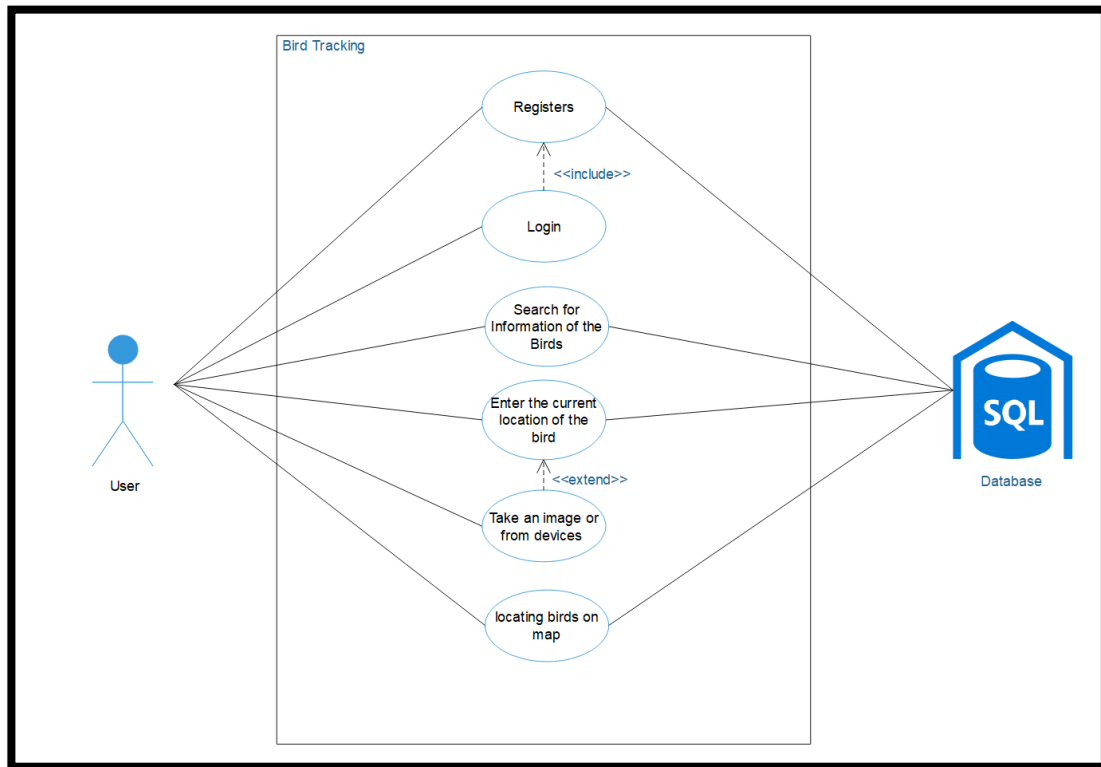 Bird Tracking
Registers
<<include>>
Login
Search for
Information of the
Birds
Enter the current
location of the
bird
<<extend>>
Take an image or
from devices
locating birds on
map
User
SQL
Database